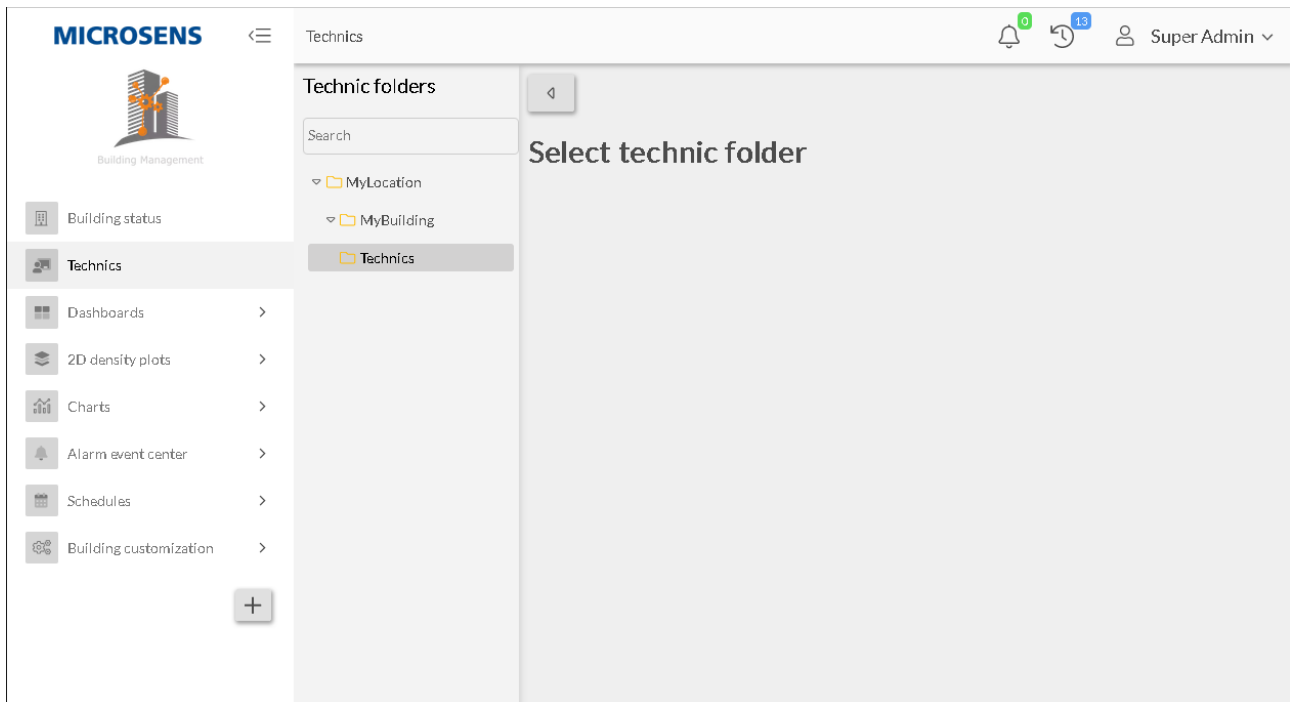 MICROSENS
Building Management
Building status
Technics
Dashboards
2D density plots
Charts
Alarm event center
Schedules
Building customization
Technics
0
13
Super Admin
Technic folders
Search
MyLocation
MyBuilding
Technics
Select technic folder